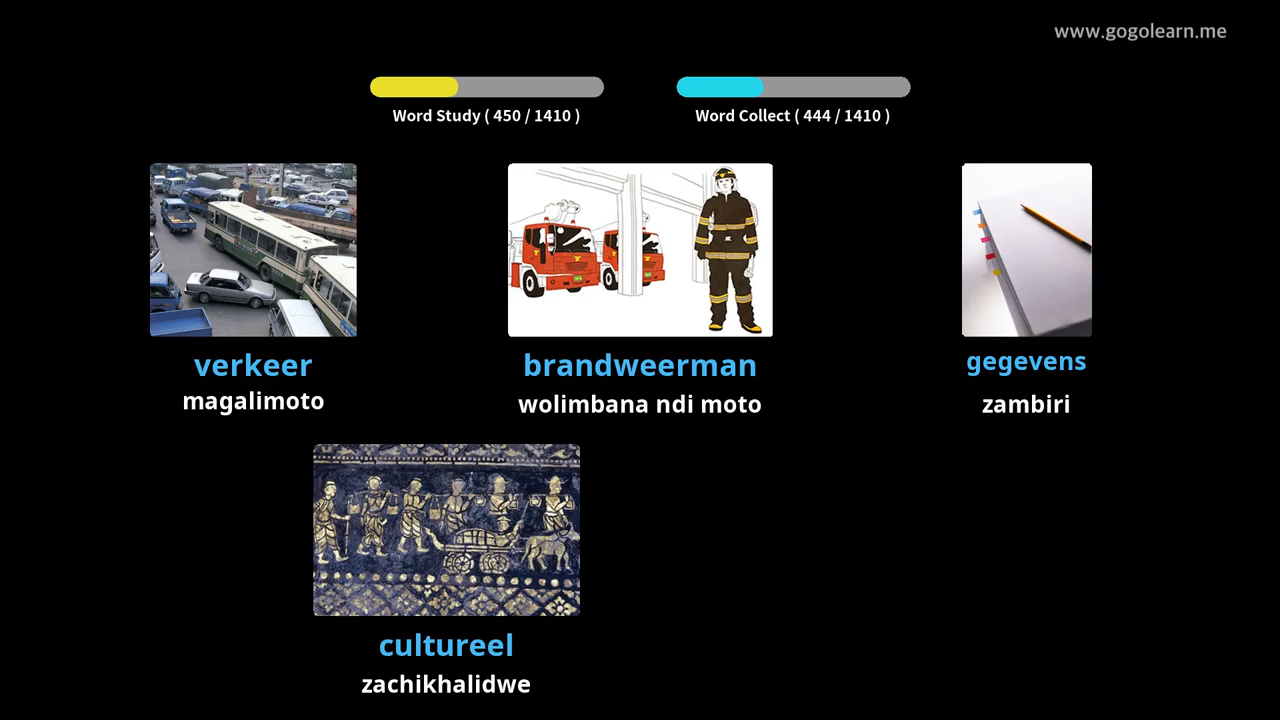 www.gogolearn.me
Word Study ( 450 / 1410 )
Word Collect ( 444 / 1410 )
verkeer
magalimoto
brandweerman
wolimbana ndi moto
gegevens
zambiri
cultureel
zachikhalidwe